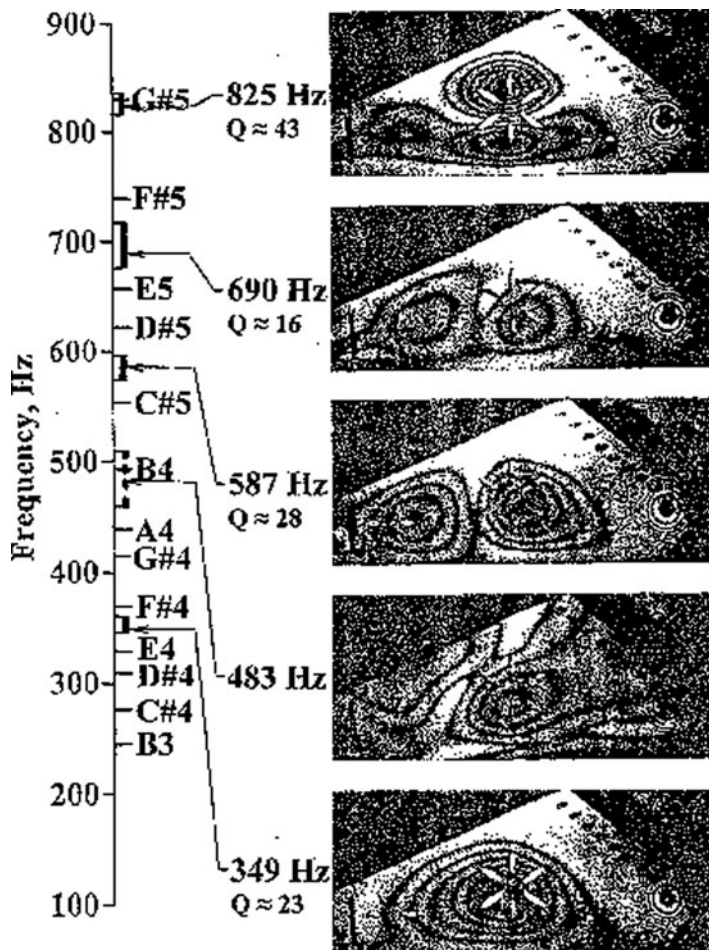 900
G#5
825 Hz
Q ≈ 43
800
F#5
700
690 Hz
Q ≈ 16
E5
D#5
600
C#5
500
B4
587 Hz
Q ≈ 28
A4
G#4
400
F#4
E4
483 Hz
D#4
300
C#4
B3
200
349 Hz
Q ≈ 23
100
Frequency, Hz